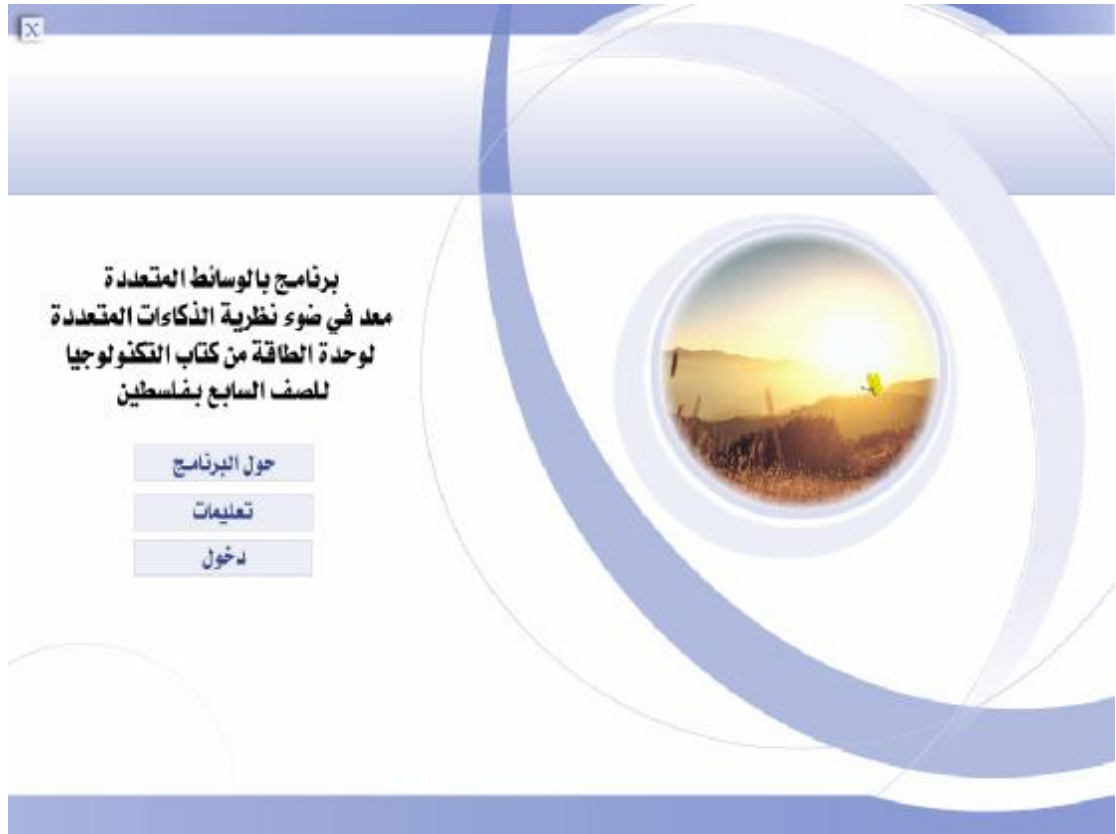 X
برنامج بالوسائط المتعددة
معد في ضوء نظرية الذكاءات المتعددة
لوحدة الطاقة من كتاب التكنولوجيا
للصف السابع بفلسطين
حول البرنامج
تعليمات
دخول